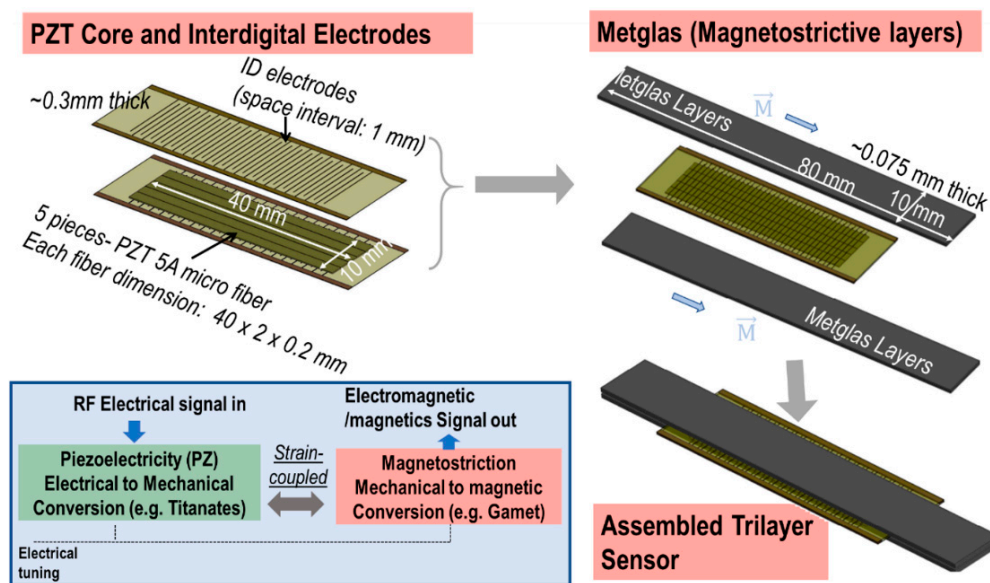 PZT Core and Interdigital Electrodes
ID electrodes
(space interval: 1 mm)
~0.3mm thick
40 mm
10 mm
5 pieces- PZT 5A micro fiber
Each fiber dimension: 40 x 2 x 0.2 mm
Metglas (Magnetostrictive layers)
letglas Layers
M
~0.075 mm thick
80 mm
10 mm
M
Metglas Layers
RF Electrical signal in
Electromagnetic
/magnetics Signal out
Piezoelectricity (PZ)
Electrical to Mechanical
Conversion (e.g. Titanates)
Strain-
coupled
Magnetostriction
Mechanical to magnetic
Conversion (e.g. Gamet)
Electrical
tuning
Assembled Trilayer
Sensor